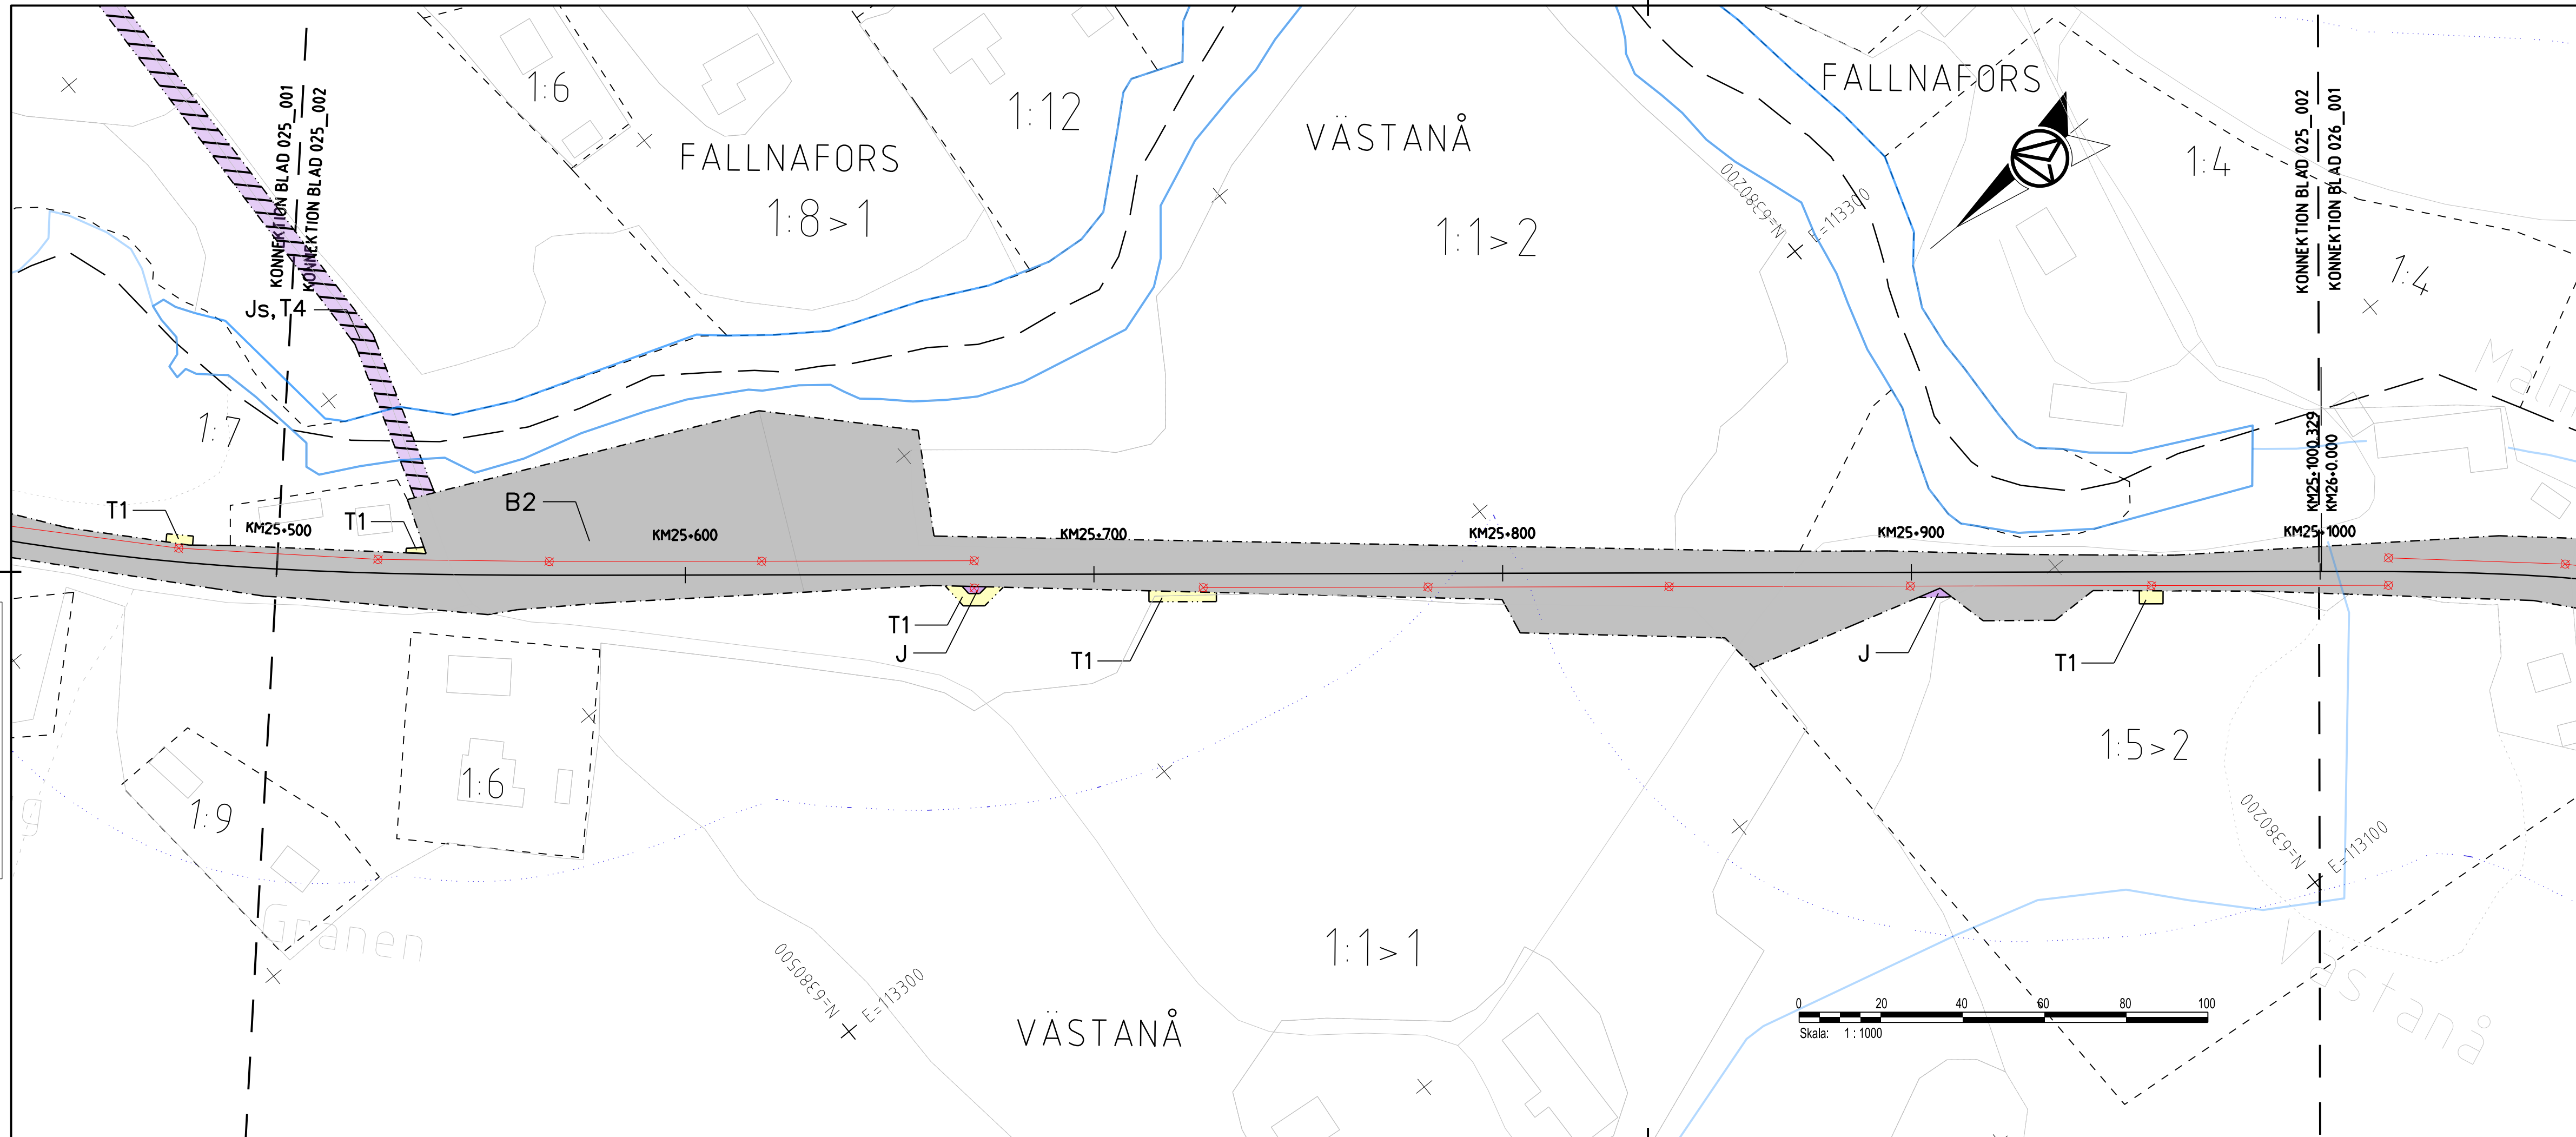 FALLNAFORS
1:6
1:12
VÄSTANÅ
1:4
FALLNAFORS
1:8>1
1:1>2
N=6380200
E=113300
KONNEKTION BLAD 025_001
KONNEKTION BLAD 025_002
KONNEKTION BLAD 025_002
KONNEKTION BLAD 026_001
1:4
Js,T4
1:7
KM25+1000.329
KM26+0.000
B2
T1
T1
KM25+500
KM25+600
KM25+700
KM25+800
KM25+900
KM25+1000
T1
J
T1
J
T1
1:6
1:9
1:5>2
Granen
N=6380200
E=113100
1:1>1
N=6380500
E=113300
VÄSTANÅ
Västanå
0 20 40 60 80 100
Skala: 1 : 1000